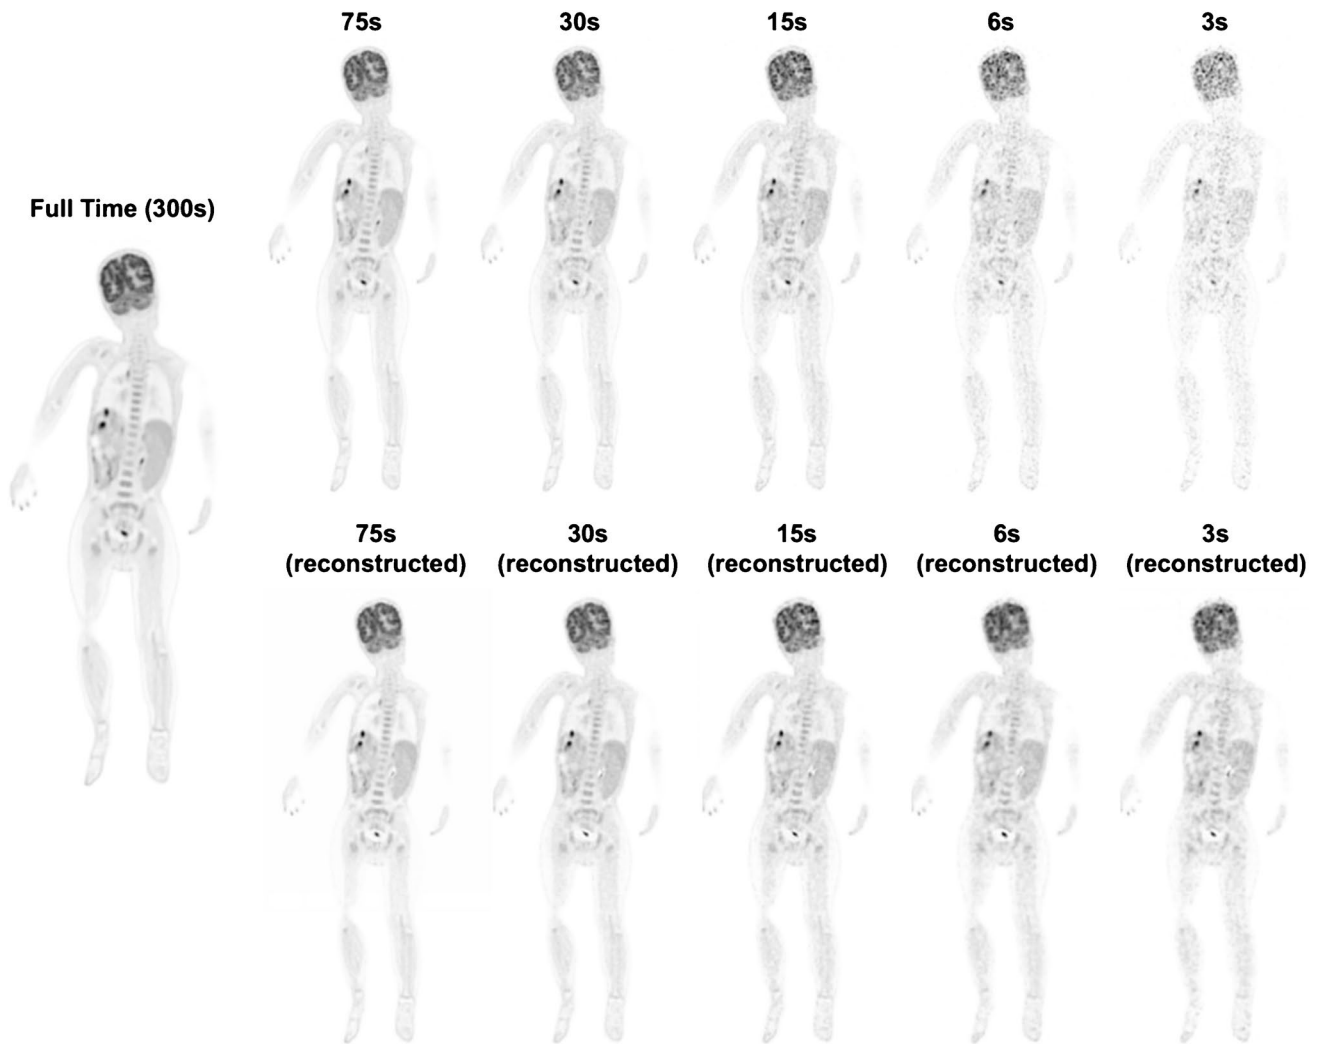 75s
30s
15s
6s
3s
Full Time (300s)
75s
(reconstructed)
30s
(reconstructed)
15s
(reconstructed)
6s
(reconstructed)
3s
(reconstructed)